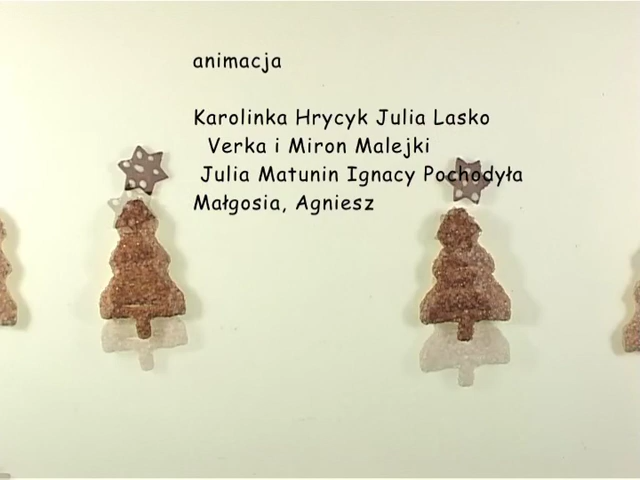 animacja
Karolinka Hrycyk Julia Lasko
Verka i Miron Malejki
Julia Matunin Ignacy Pochodyła
Małgosia, Agniesz